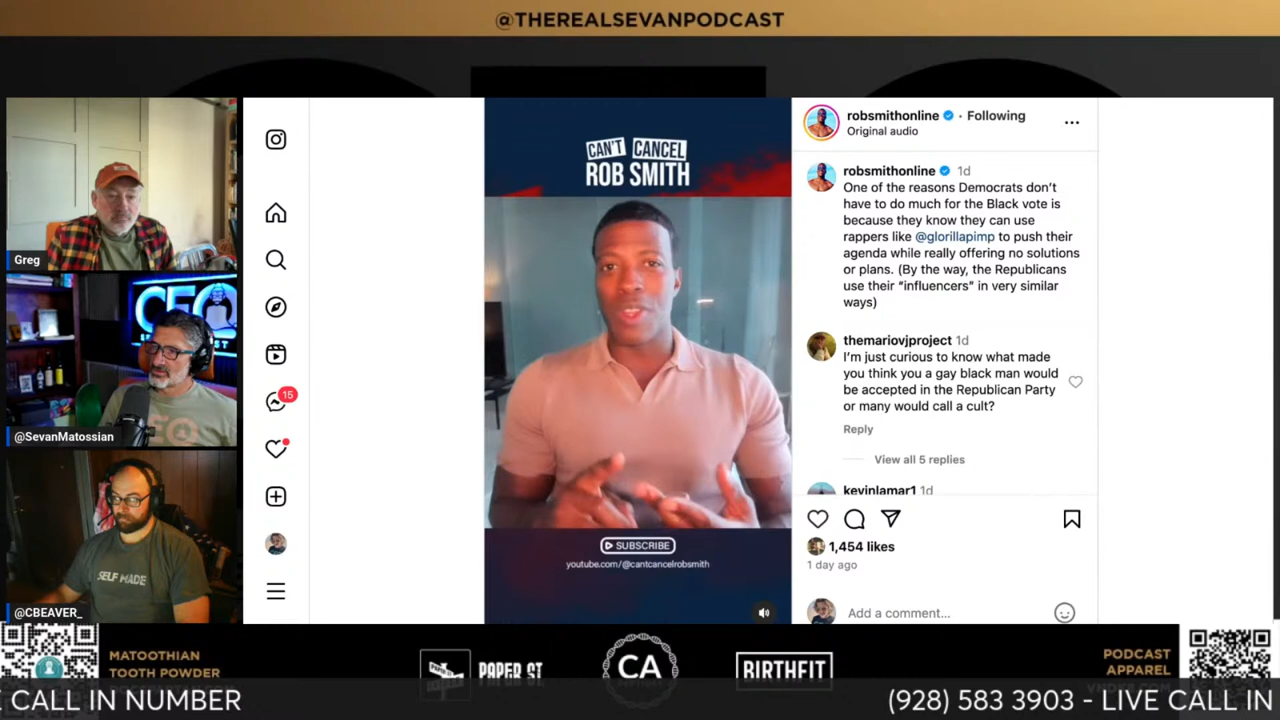 @THEREALSEVANPODCAST
Greg
@SevanMatossian
@CBEAVER_
CEO
CEO
SELF MADE
15
CAN'T CANCEL
ROB SMITH
SUBSCRIBE
youtube.com/@cantcancelrobsmith
robsmithonline · Following
Original audio
robsmithonline 1d
One of the reasons Democrats don't
have to do much for the Black vote is
because they know they can use
rappers like @glorillapimp to push their
agenda while really offering no solutions
or plans. (By the way, the Republicans
use their "influencers" in very similar
ways)
themariovjproject 1d
I'm just curious to know what made
you think you a gay black man would
be accepted in the Republican Party
or many would call a cult?
Reply
View all 5 replies
kevinlamar1 1d
1,454 likes
1 day ago
Add a comment...
MATOOTHIAN
TOOTH POWDER
PAPER ST
CA
BIRTHFIT
PODCAST
APPAREL
E CALL IN NUMBER
(928) 583 3903 - LIVE CALL IN